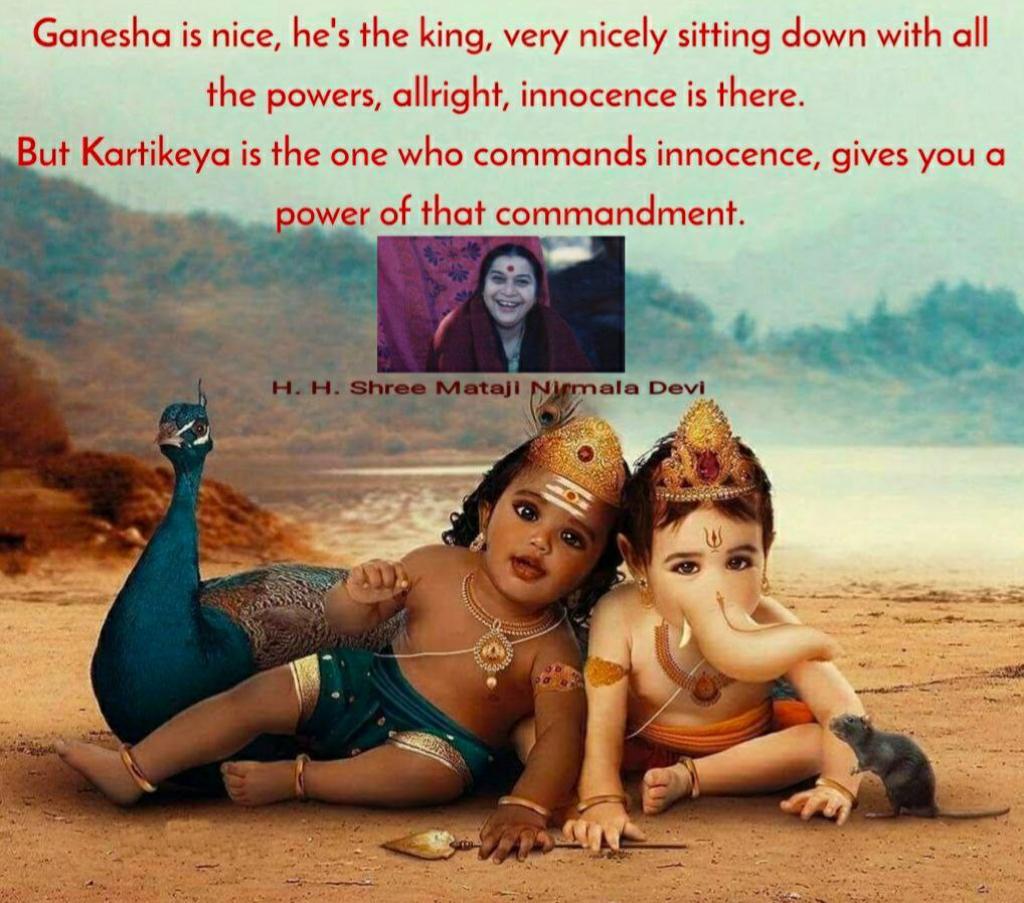 Ganesha is nice, he's the king, very nicely sitting down with all
the powers, allright, innocence is there.
But Kartikeya is the one who commands innocence, gives you a
power of that commandment.
H. H. Shree Mataji Nirmala Devi